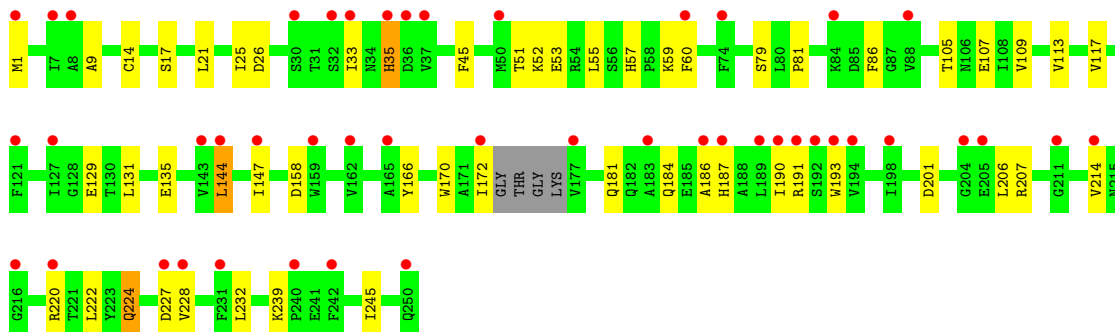 M1 I7 A8 A9 C14 S17 L21 I25 D26 S30 T31 S32 I33 N34 H35 D36 V37 F45 M50 T51 K52 E53 R54 L55 S56 H57 P58 K59 F60 F74 S79 L80 P81 K84 D85 F86 G87 V88 T105 N106 E107 I108 V109 V113 V117
F121 I127 G128 E129 T130 L131 E135 V143 L144 I147 D158 W159 V162 A165 Y166 W170 A171 I172 GLY THR GLY LYS V177 Q181 Q182 A183 Q184 E185 A186 H187 A188 L189 I190 R191 S192 W193 V194 I198 D201 G204 E205 L206 R207 G211 V214 N215
G216 R220 T221 L222 Y223 Q224 D227 V228 F231 L232 K239 P240 E241 F242 I245 Q250